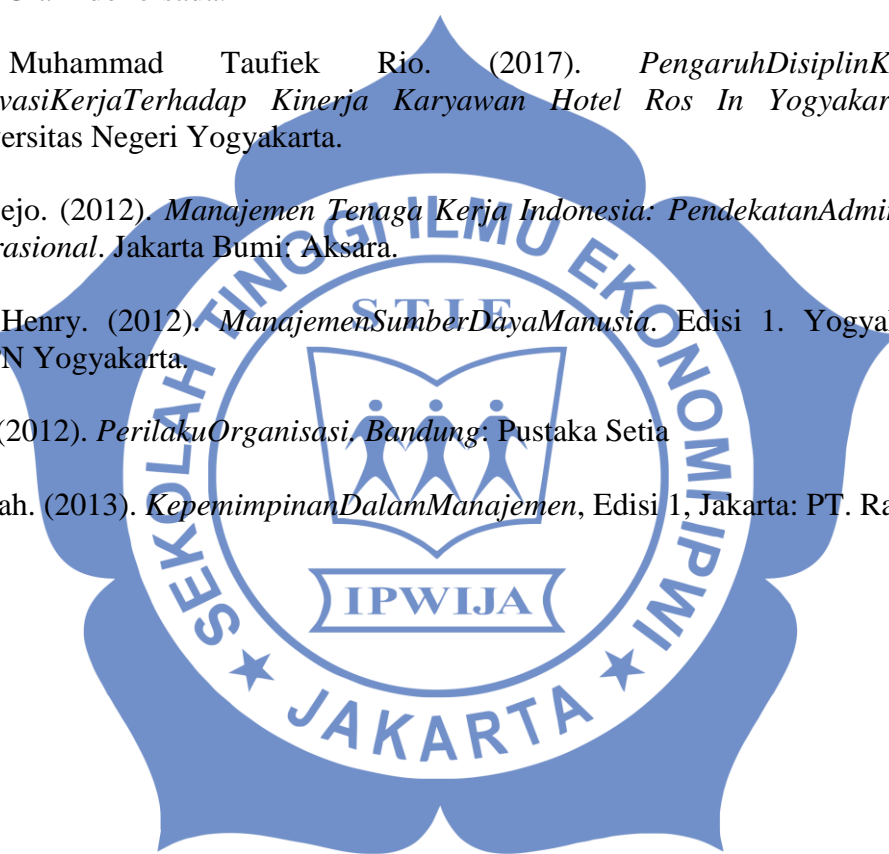 Muhammad Taufiek Rio. (2017). PengaruhDisiplinK
vasiKerjaTerhadap Kinerja Karyawan Hotel Ros In Yogyakar
versitas Negeri Yogyakarta.
ejo. (2012). Manajemen Tenaga Kerja Indonesia: PendekatanAdmi
rasional. Jakarta Bumi: Aksara.
Henry. (2012). ManajemenSumberDayaManusia. Edisi 1. Yogya
PN Yogyakarta.
(2012). PerilakuOrganisasi. Bandung: Pustaka Setia
ah. (2013). KepemimpinanDalamManajemen, Edisi 1, Jakarta: PT. Ra
SEKOLAH TINGGI ILMU EKONOMI IPWI
JAKARTA
S T I E
IPWIJA